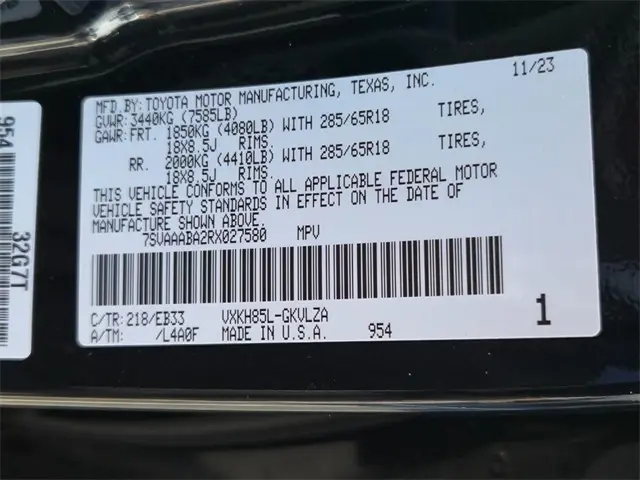 11/23
MFD.BY:TOYOTA MOTOR MANUFACTURING, TEXAS, INC.
GVWR:3440KG (7585LB)
GAWR:FRT. 1850KG (4080LB) WITH 285/65R18 TIRES,
18X8.5J RIMS.
RR. 2000KG (4410LB) WITH 285/65R18 TIRES,
18X8.5J RIMS.
THIS VEHICLE CONFORMS TO ALL APPLICABLE FEDERAL MOTOR
VEHICLE SAFETY STANDARDS IN EFFECT ON THE DATE OF
MANUFACTURE SHOWN ABOVE.
7SVAAABA2RX027580 MPV
C/TR:218/EB33 VXKH85L-GKVLZA
A/TM: /L4A0F MADE IN U.S.A. 954
1
954
32G7T